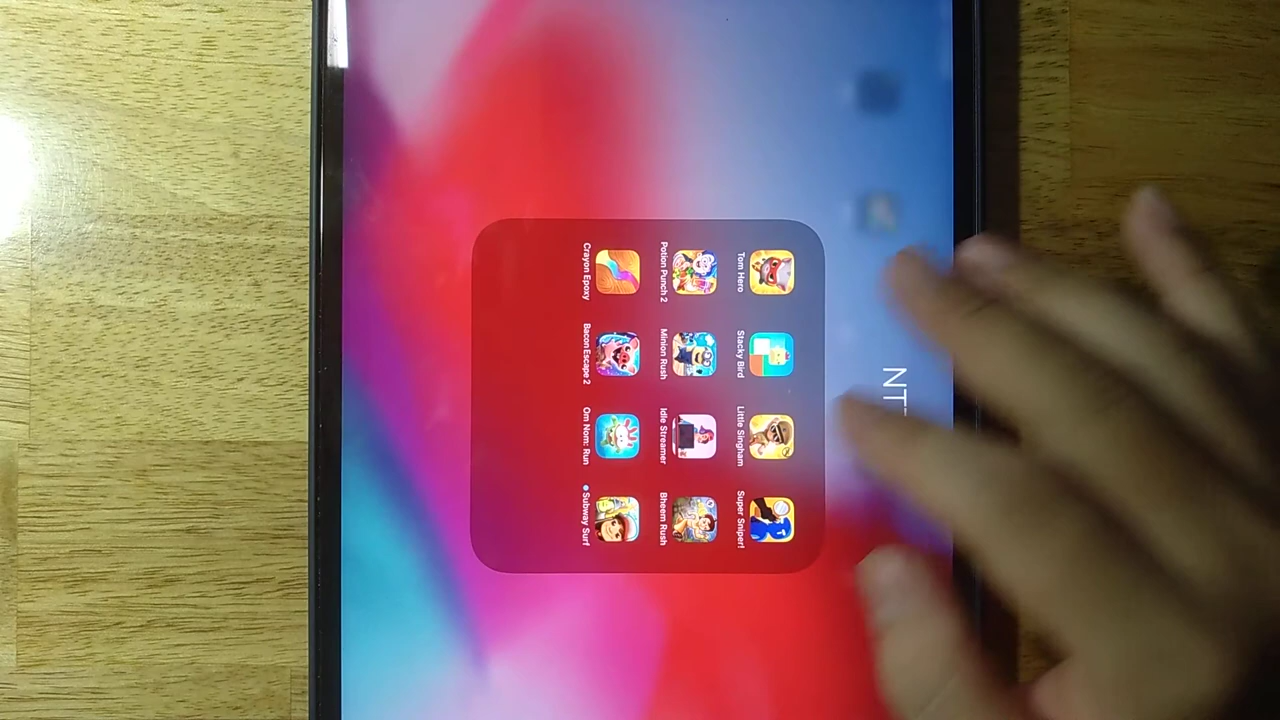 NT
Tom Hero Stacky Bird Little Singham Super Sniper!
Potion Punch 2 Minion Rush Idle Streamer Bheem Rush
Crayon Epoxy Bacon Escape 2 Om Nom: Run Subway Surf